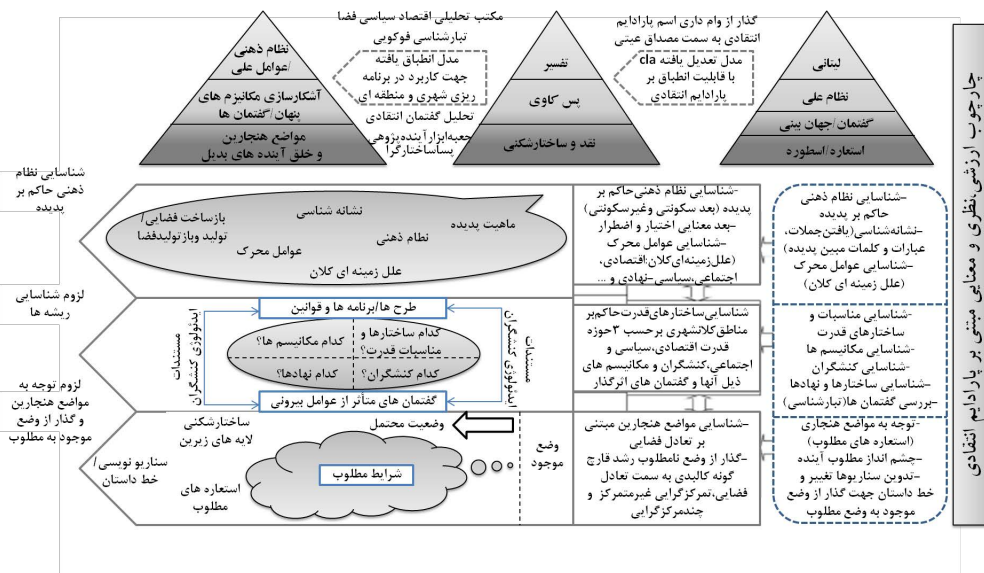 چارچوب ارزشی،نظری و معنایی مبتنی بر پارادایم انتقادی
لیتانی
نظام علی
گفتمان/جهان بینی
استعاره/اسطوره
گذار از وام داری اسم پارادایم
انتقادی به سمت مصداق عیتی
مدل تعدیل یافته cla
با قابلیت انطباق بر
پارادایم انتقادی
تفسیر
پس کاوی
نقد و ساختارشکنی
مکتب تحلیلی اقتصاد سیاسی فضا
تبارشناسی فوکویی
مدل انطباق یافته
جهت کاربرد در برنامه
ریزی شهری و منطقه ای
تحلیل گفتمان انتقادی
جعبه‌ابزارآینده‌پژوهی
پساساختارگرا
نظام ذهنی
/عوامل علی
آشکارسازی مکانیزم های
پنهان/گفتمان ها
مواضع هنجارین
و خلق آینده های بدیل
–شناسایی نظام ذهنی
حاکم بر پدیده
–نشانه‌شناسی(یافتن‌جملات،
عبارات و کلمات مبین پدیده)
–شناسایی عوامل محرک
(علل زمینه ای کلان)
-شناسایی نظام ذهنی‌حاکم بر
پدیده(بعد سکونتی وغیرسکونتی)
-بعد معنایی اختیار و اضطرار
-شناسایی عوامل محرک
(علل‌زمینه‌ای‌کلان:اقتصادی،
اجتماعی،سیاسی-نهادی و ...
ماهیت پدیده
نشانه شناسی
نظام ذهنی
عوامل محرک
علل زمینه ای کلان
بازساخت فضایی/
تولید وبازتولیدفضا
شناسایی نظام
ذهنی حاکم بر
پدیده
–شناسایی مناسبات و
ساختارهای قدرت
–شناسایی مکانیسم ها
–شناسایی کنشگران
–شناسایی ساختارها و نهادها
–بررسی گفتمان ها(تبارشناسی)
شناسایی‌ساختارهای‌قدرت‌حاکم‌بر
مناطق‌کلانشهری برحسب ۳حوزه
قدرت اقتصادی،سیاسی و
اجتماعی،کنشگران و مکانیسم های
ذیل آنها و گفتمان های اثرگذار
مستندات
ایدئولوژی کنشگران
طرح ها/برنامه ها و قوانین
کدام ساختارها و
مناسبات قدرت؟
کدام مکانیسم ها؟
کدام کنشگران؟
کدام نهادها؟
گفتمان های متأثر از عوامل بیرونی
ایدئولوژی کنشگران
مستندات
لزوم شناسایی
ریشه ها
–توجه به مواضع هنجاری
(استعاره های مطلوب)
–چشم انداز مطلوب آینده
–تدوین سناریوها تغییر و
خط داستان جهت گذار از وضع
موجود به وضع مطلوب
–شناسایی مواضع هنجارین مبتنی
بر تعادل فضایی
-گذار از وضع نامطلوب رشد قارچ
گونه کالبدی به سمت تعادل
فضایی،تمرکزگرایی غیرمتمرکز و
چندمرکزگرایی
وضع
موجود
وضعیت محتمل
شرایط مطلوب
ساختارشکنی
لایه های زیرین
استعاره های
مطلوب
لزوم توجه به
مواضع هنجارین
و گذار از وضع
موجود به مطلوب
سناریو نویسی/
خط داستان